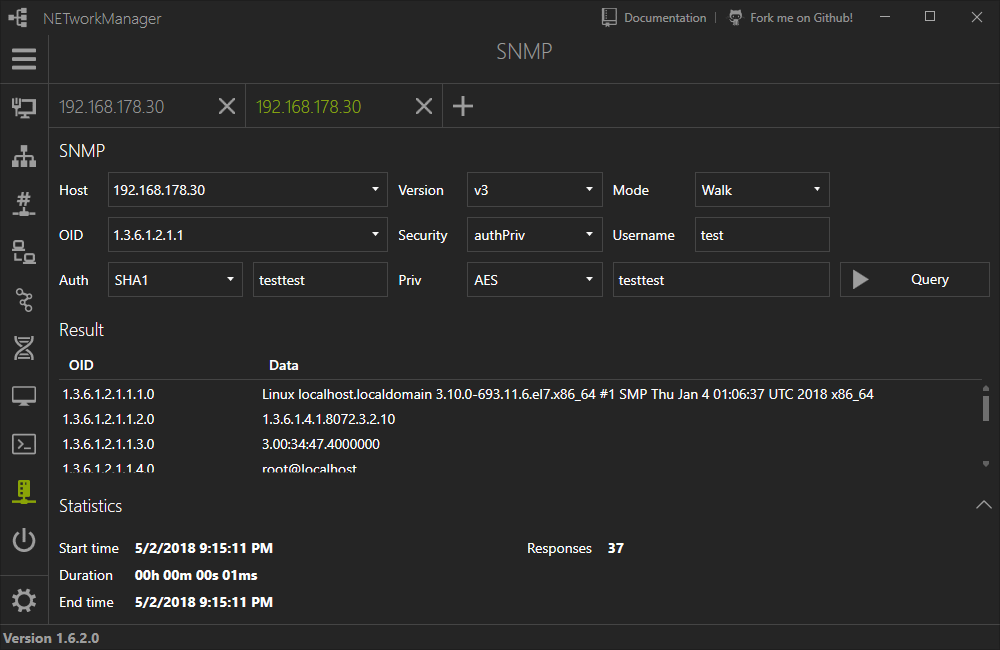 NETworkManager Documentation | Fork me on Github!
SNMP
192.168.178.30 192.168.178.30
SNMP
Host 192.168.178.30 Version v3 Mode Walk
OID 1.3.6.1.2.1.1 Security authPriv Username test
Auth SHA1 testtest Priv AES testtest Query
Result
OID Data
1.3.6.1.2.1.1.1.0 Linux localhost.localdomain 3.10.0-693.11.6.el7.x86_64 #1 SMP Thu Jan 4 01:06:37 UTC 2018 x86_64
1.3.6.1.2.1.1.2.0 1.3.6.1.4.1.8072.3.2.10
1.3.6.1.2.1.1.3.0 3.00:34:47.4000000
1.3.6.1.2.1.1.4.0 root@localhost
Statistics
Start time 5/2/2018 9:15:11 PM Responses 37
Duration 00h 00m 00s 01ms
End time 5/2/2018 9:15:11 PM
Version 1.6.2.0